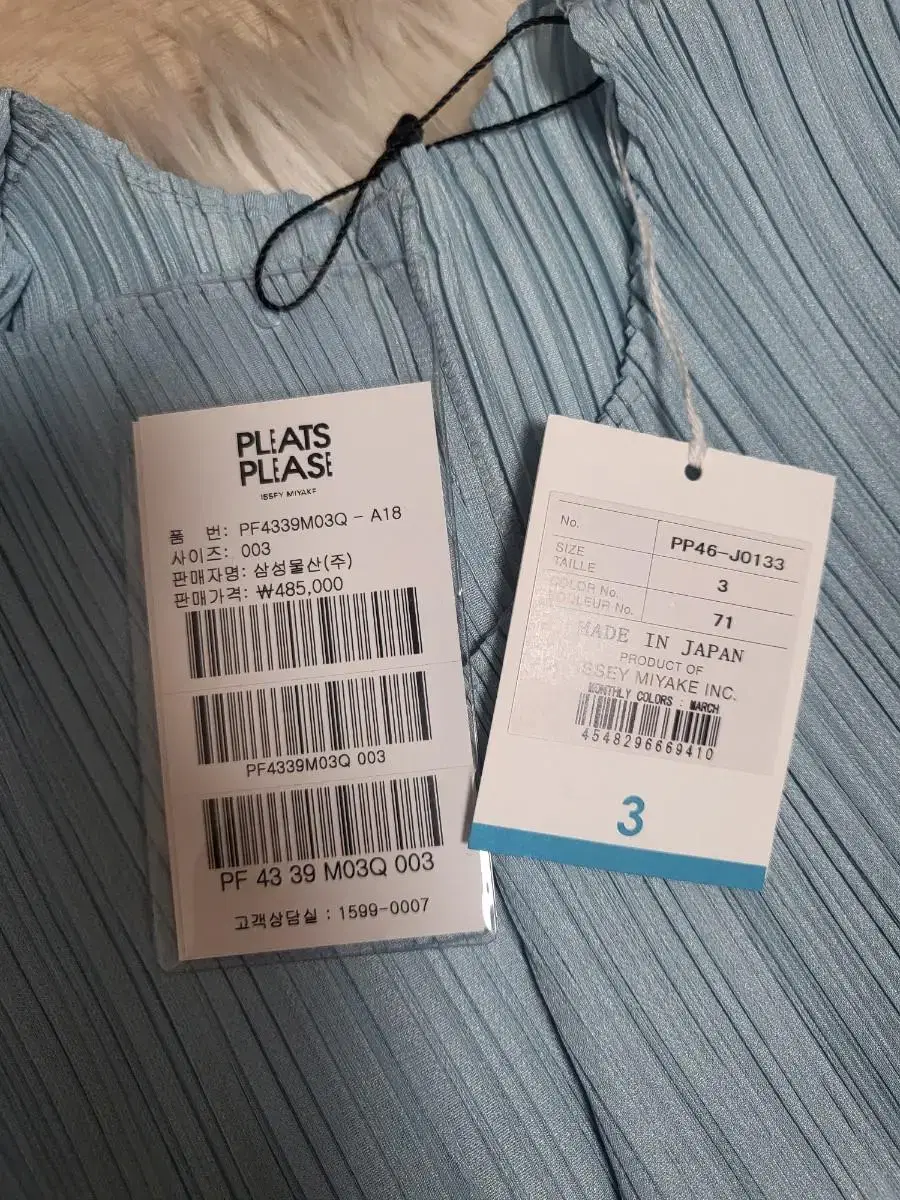 PLEATS
PLEASE
ISSEY MIYAKE
품 번: PF4339M03Q - A18
사이즈: 003
판매자명: 삼성물산(주)
판매가격: ₩485,000
PF4339M03Q 003
PF 43 39 M03Q 003
고객상담실 : 1599-0007
No. PP46-J0133
SIZE
TAILLE 3
COLOR No.
COULEUR No. 71
MADE IN JAPAN
PRODUCT OF
ISSEY MIYAKE INC.
MONTHLY COLORS : MARCH
4548296669410
3